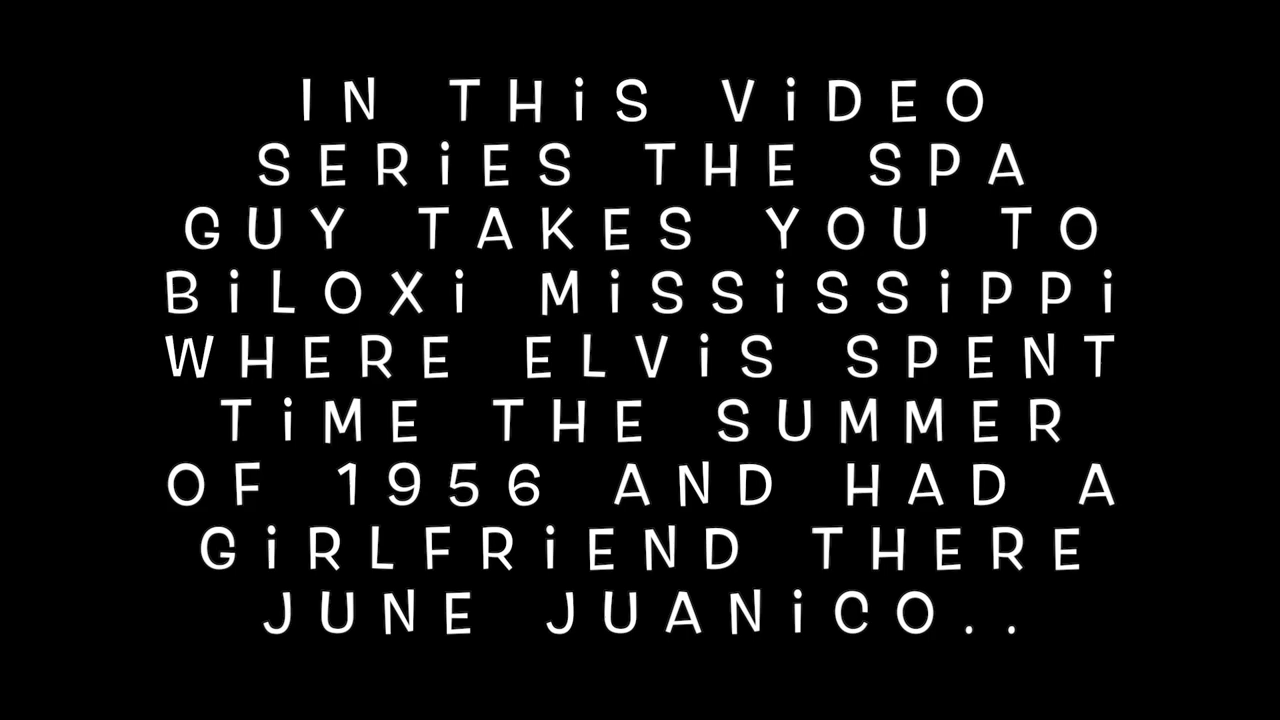 IN THiS ViDEO
SERiES THE SPA
GUY TAKES YOU TO
BiLOXi MiSSiSSiPPi
WHERE ELViS SPENT
TiME THE SUMMER
OF 1956 AND HAD A
GiRLFRiEND THERE
JUNE JUANiCO..